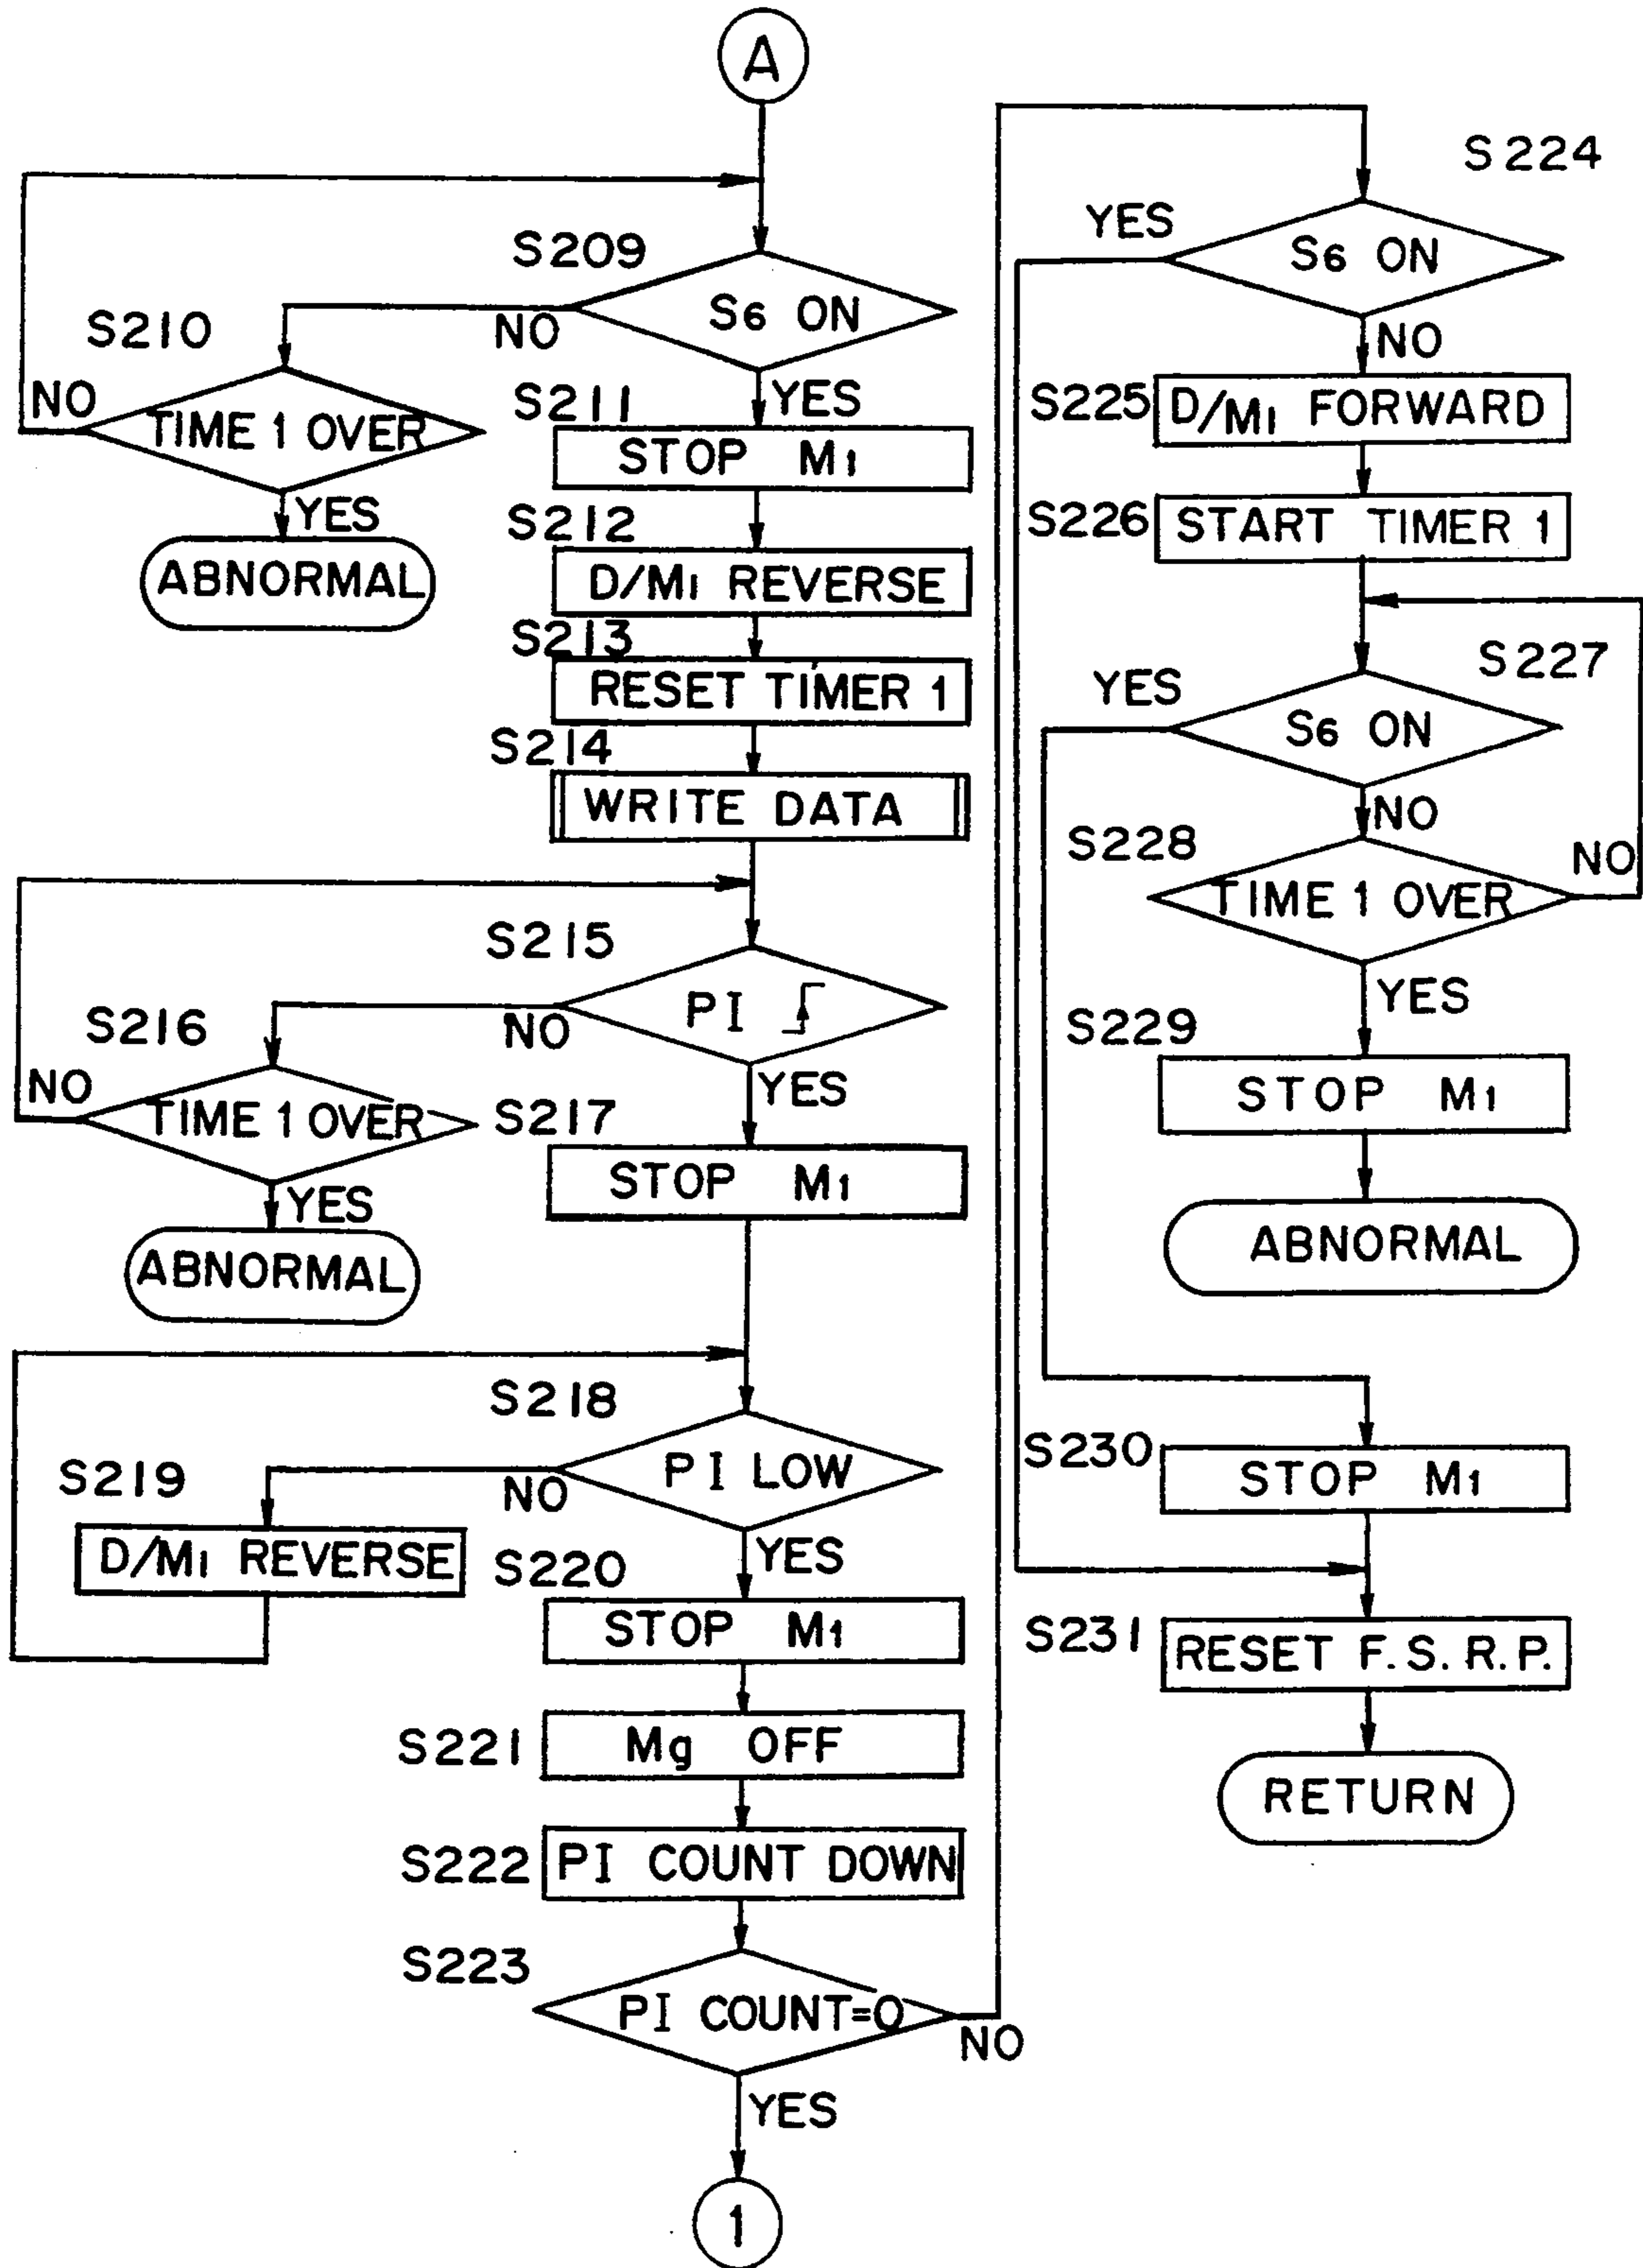 A
S209
S6 ON
NO
YES
S210
TIME 1 OVER
NO
YES
ABNORMAL
S211
STOP M1
S212
D/M1 REVERSE
S213
RESET TIMER 1
S214
WRITE DATA
S215
PI
NO
YES
S216
TIME 1 OVER
NO
YES
ABNORMAL
S217
STOP M1
S218
PI LOW
NO
YES
S219
D/M1 REVERSE
S220
STOP M1
S221
Mg OFF
S222
PI COUNT DOWN
S223
PI COUNT=0
NO
YES
1
S224
S6 ON
YES
NO
S225
D/M1 FORWARD
S226
START TIMER 1
S227
S6 ON
YES
NO
S228
TIME 1 OVER
NO
YES
S229
STOP M1
ABNORMAL
S230
STOP M1
S231
RESET F.S.R.P.
RETURN